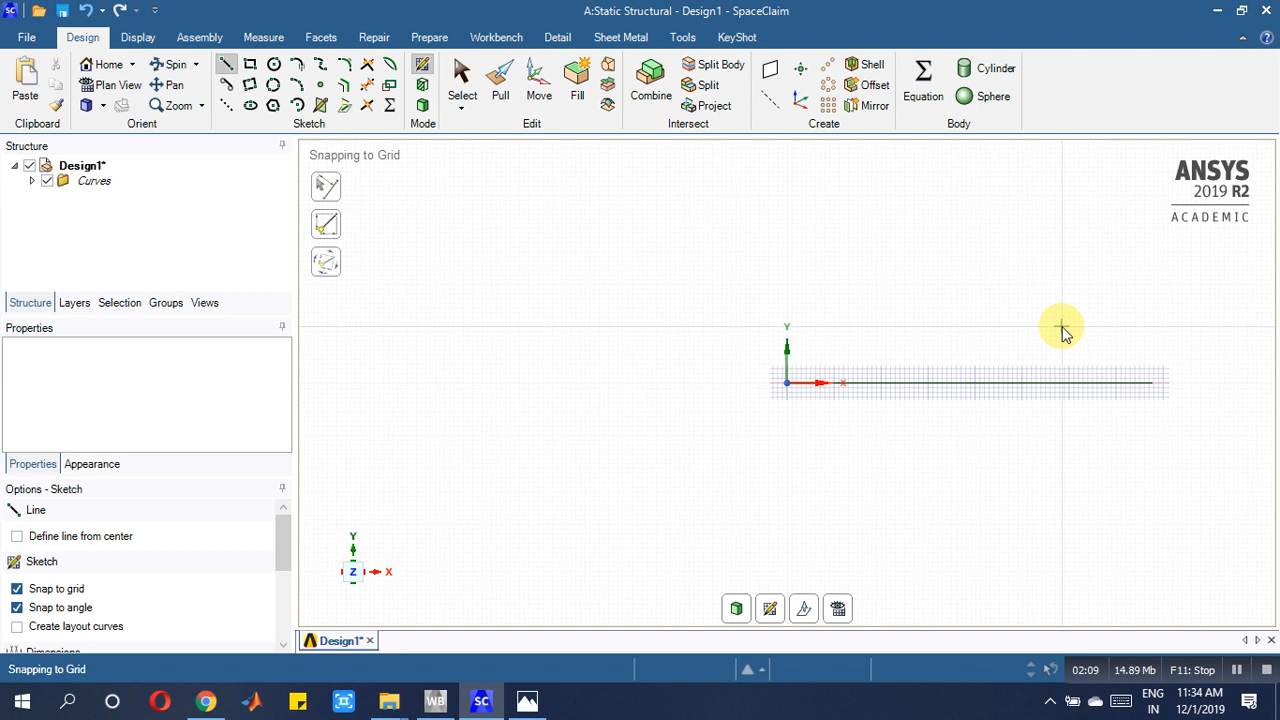 SC
A:Static Structural - Design1 - SpaceClaim
File
Design
Display
Assembly
Measure
Facets
Repair
Prepare
Workbench
Detail
Sheet Metal
Tools
KeyShot
Paste
Home
Plan View
Spin
Pan
Zoom
Select
Pull
Move
Fill
Combine
Split Body
Split
Project
Shell
Offset
Mirror
Equation
Cylinder
Sphere
Clipboard
Orient
Sketch
Mode
Edit
Intersect
Create
Body
Structure
Design1*
Curves
Structure
Layers
Selection
Groups
Views
Properties
Properties
Appearance
Options - Sketch
Line
Define line from center
Sketch
Snap to grid
Snap to angle
Create layout curves
Dimensions
Snapping to Grid
ANSYS
2019 R2
ACADEMIC
Y
X
Y
Z
X
Design1*
Snapping to Grid
02:09
14.89 Mb
F11: Stop
WB
SC
ENG
IN
11:34 AM
12/1/2019